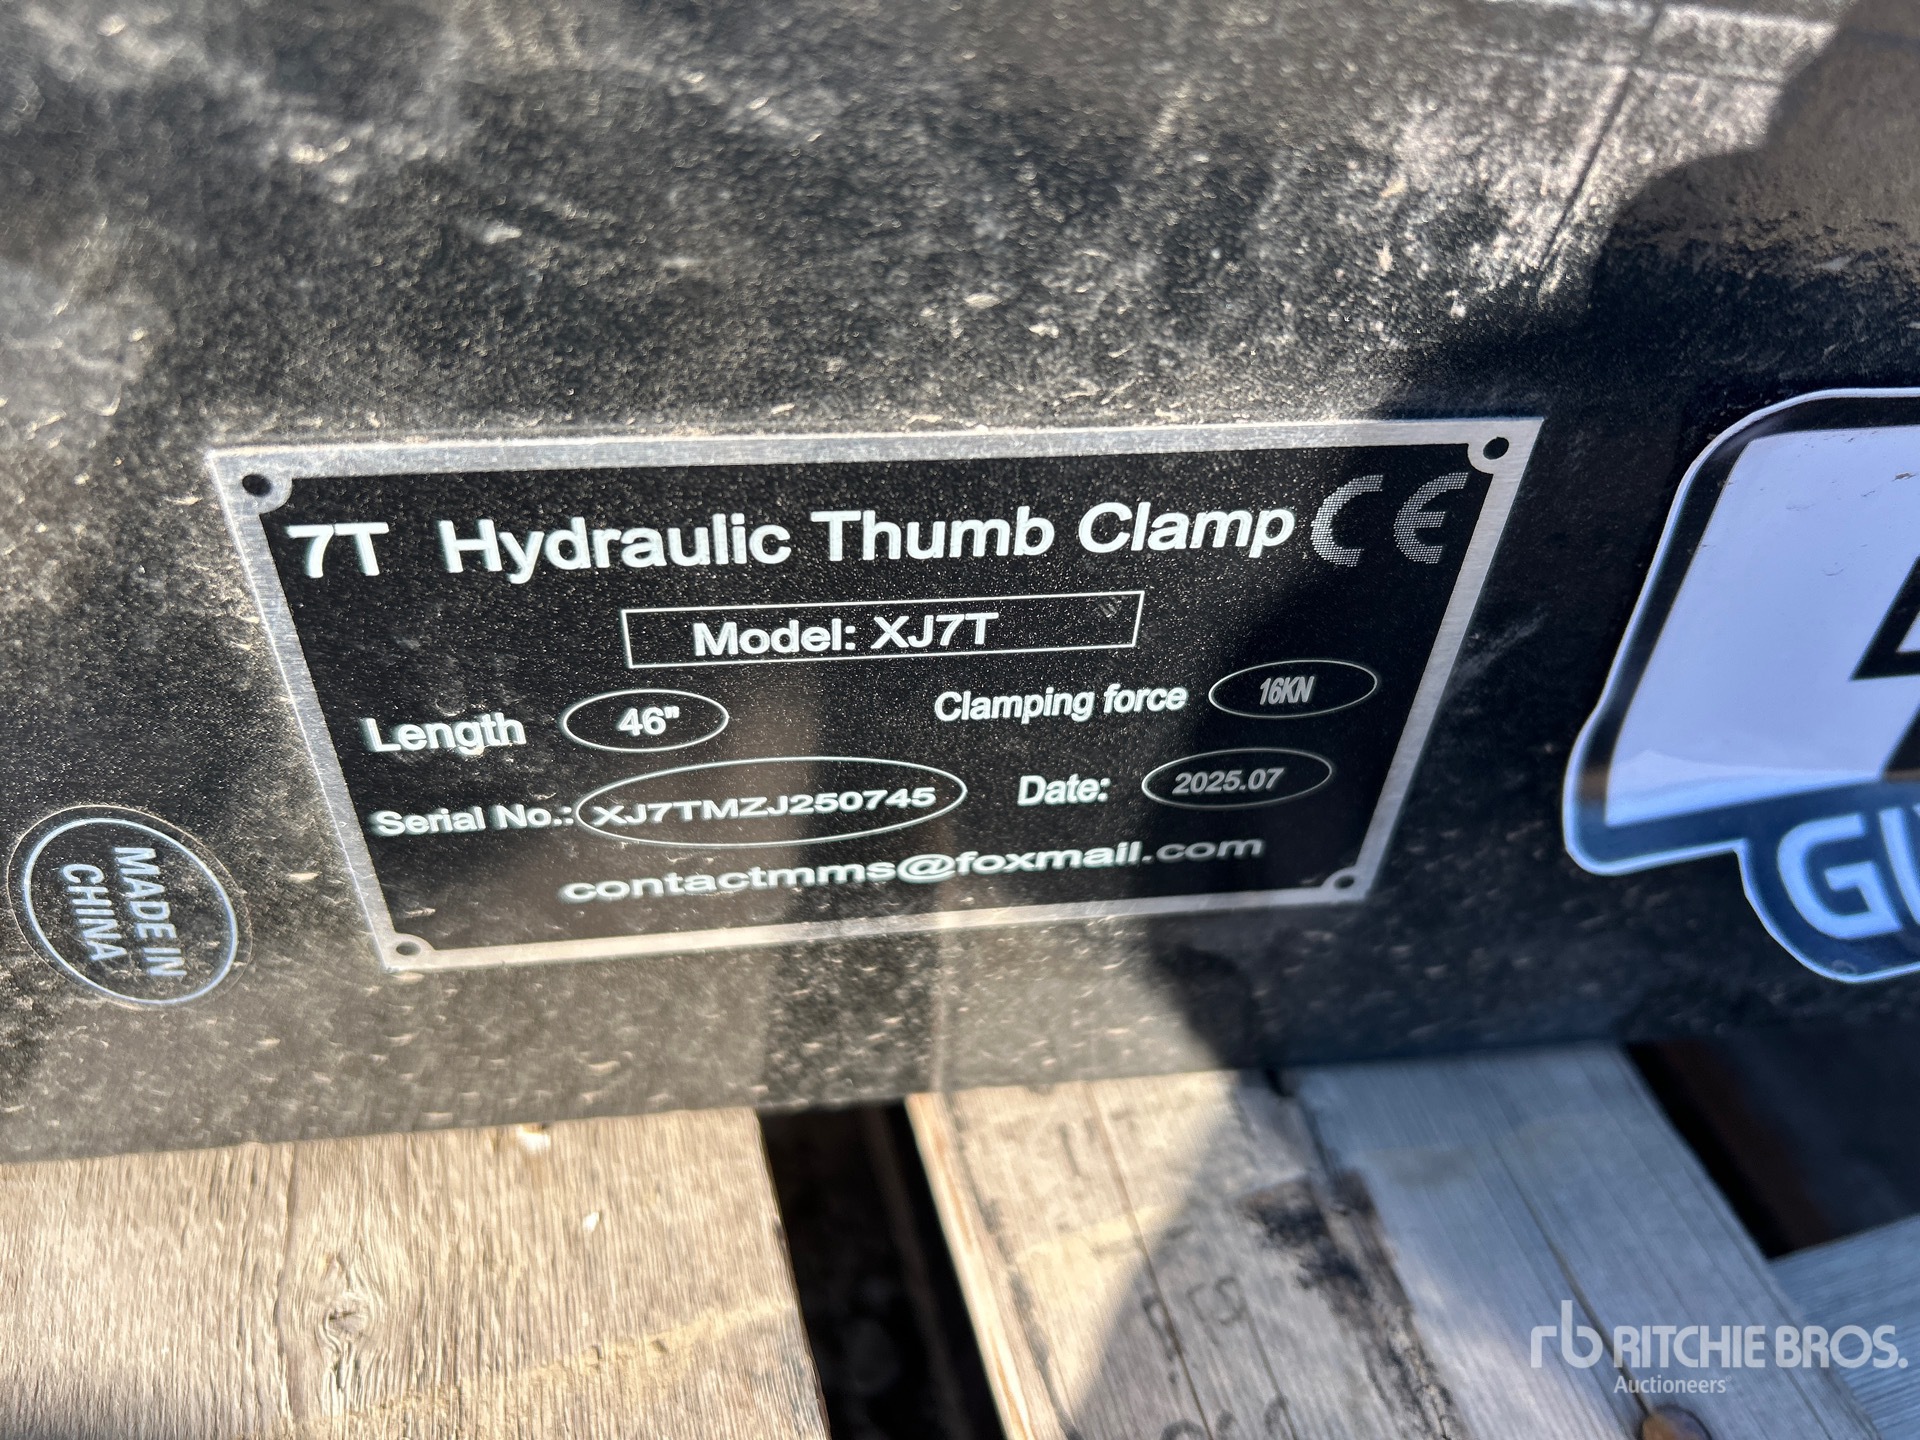 7T Hydraulic Thumb Clamp CE
Model: XJ7T
Length 46" Clamping force 16KN
Serial No.: XJ7TMZJ250745 Date: 2025.07
contactmms@foxmail.com
MADE IN
CHINA
rb RITCHIE BROS.
Auctioneers